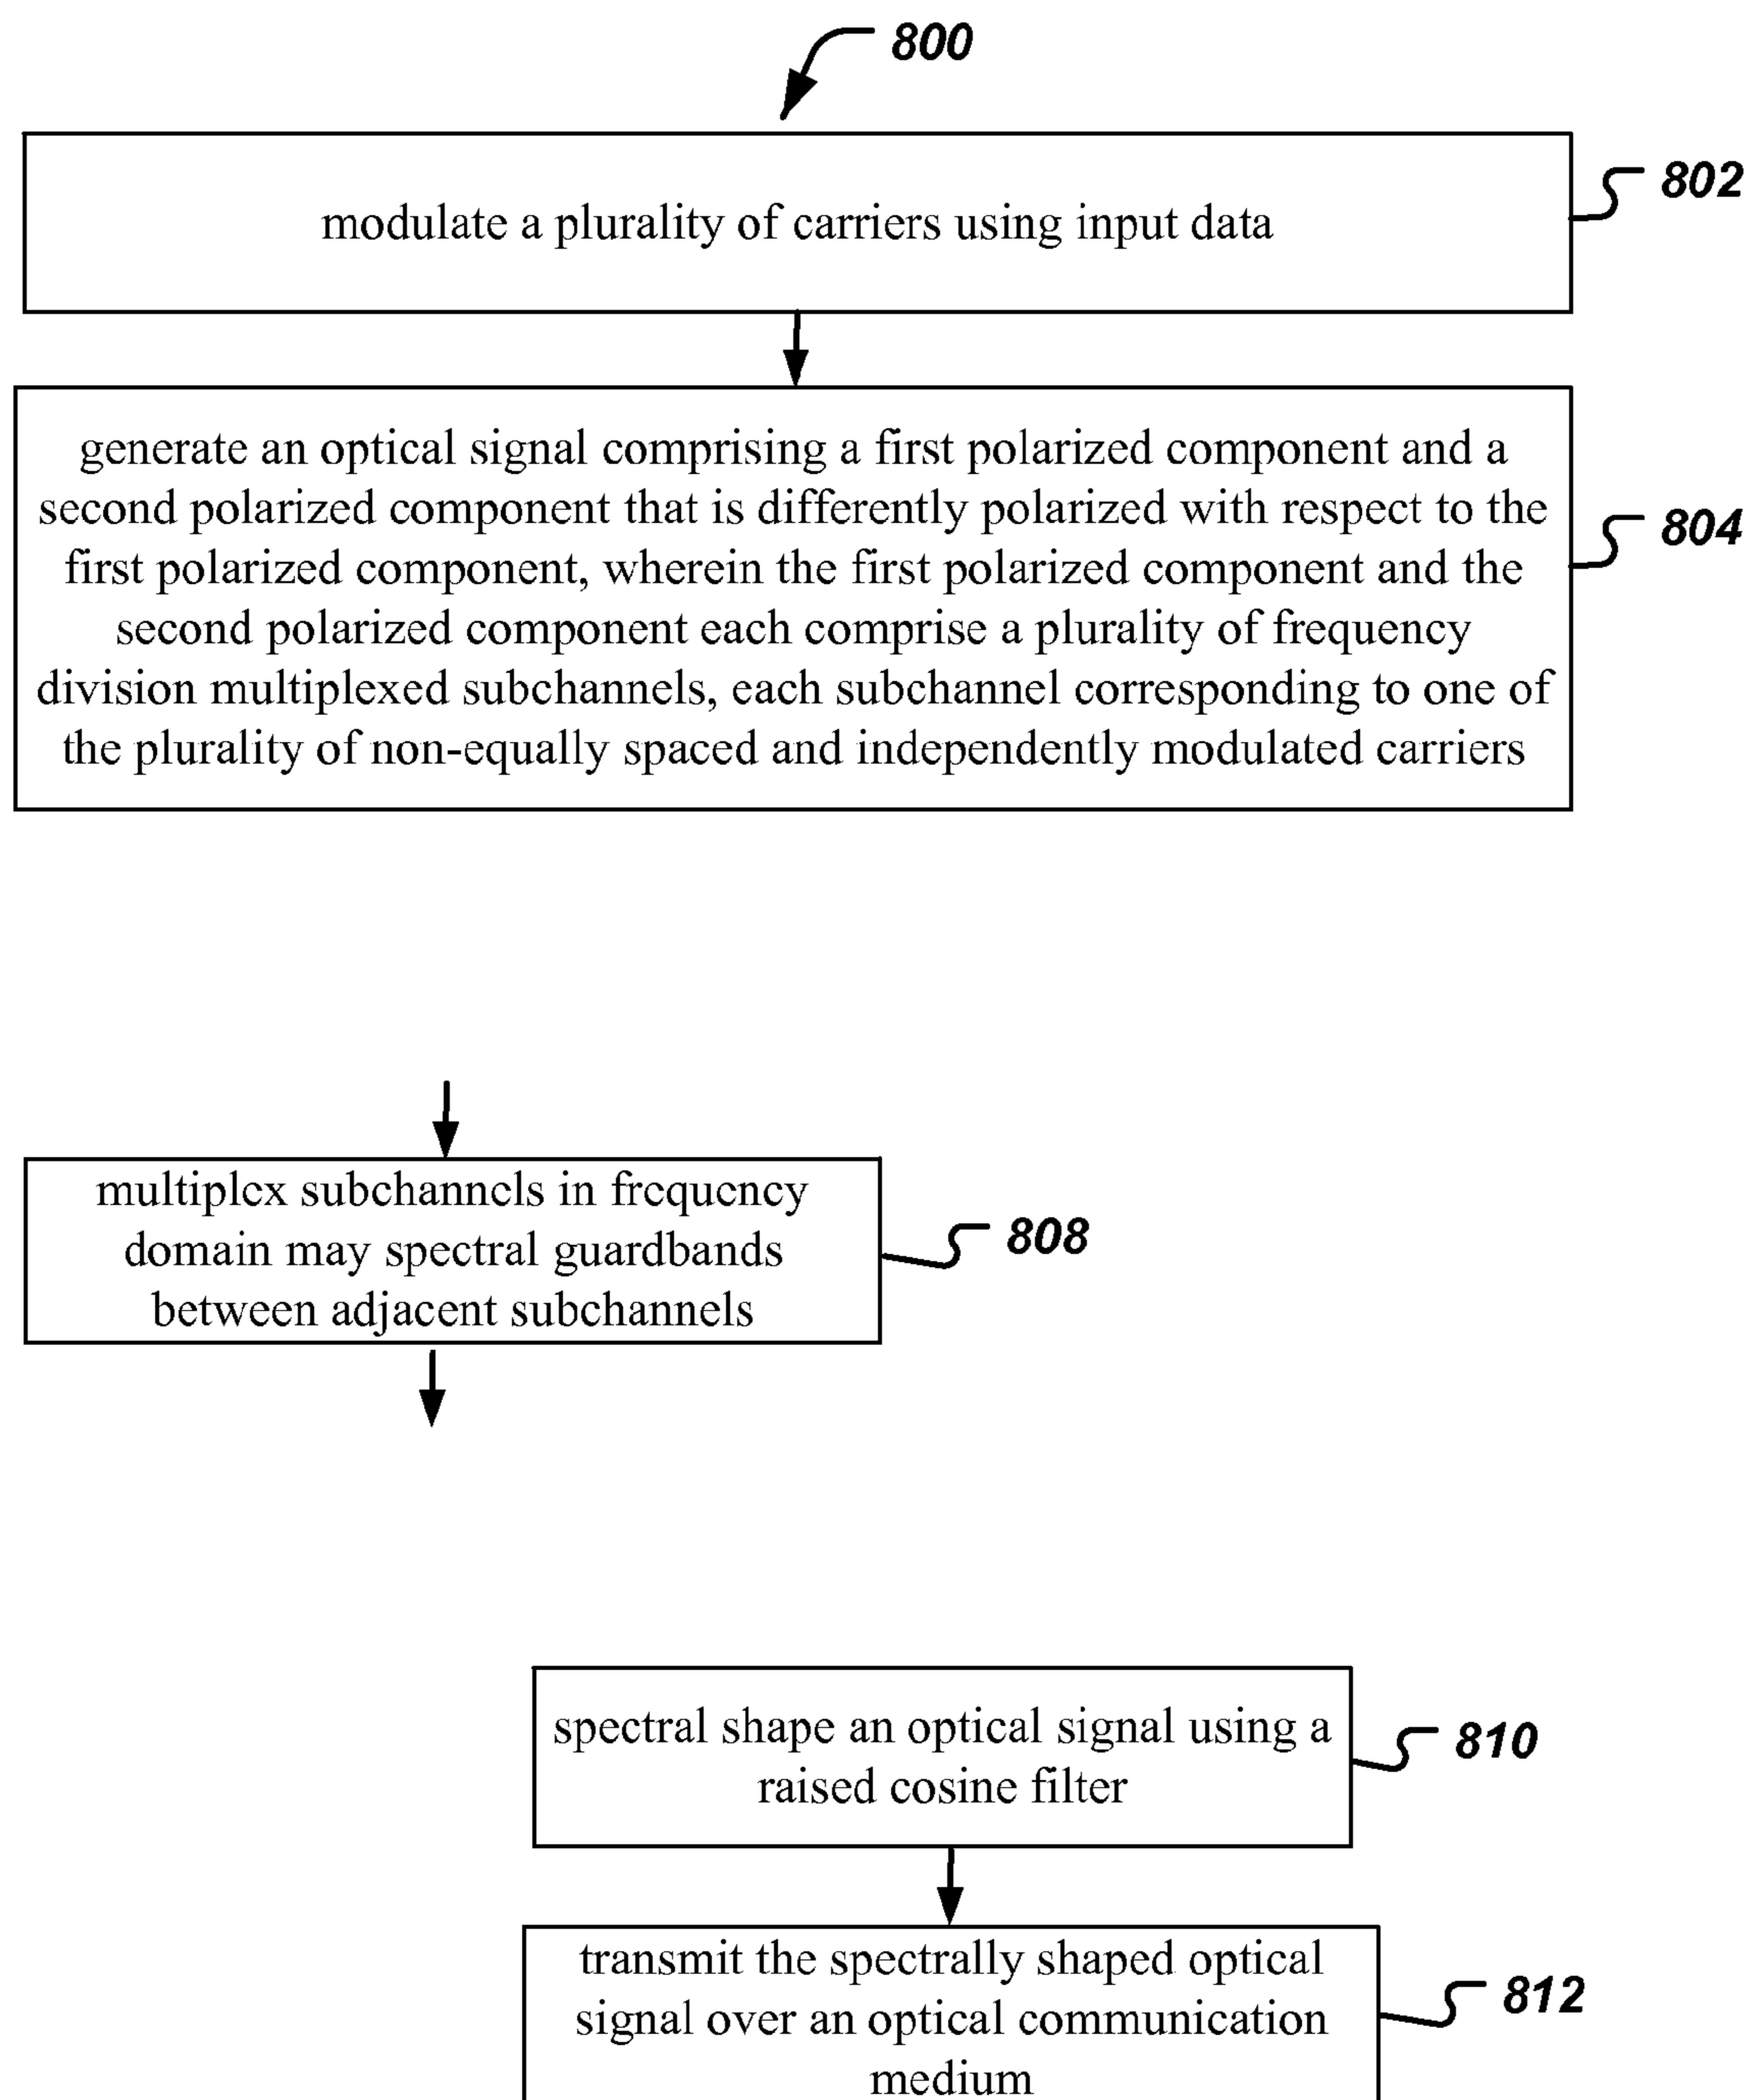 800
modulate a plurality of carriers using input data
802
generate an optical signal comprising a first polarized component and a
second polarized component that is differently polarized with respect to the
first polarized component, wherein the first polarized component and the
second polarized component each comprise a plurality of frequency
division multiplexed subchannels, each subchannel corresponding to one of
the plurality of non-equally spaced and independently modulated carriers
804
multiplex subchannels in frequency
domain may spectral guardbands
between adjacent subchannels
808
spectral shape an optical signal using a
raised cosine filter
810
transmit the spectrally shaped optical
signal over an optical communication
medium
812